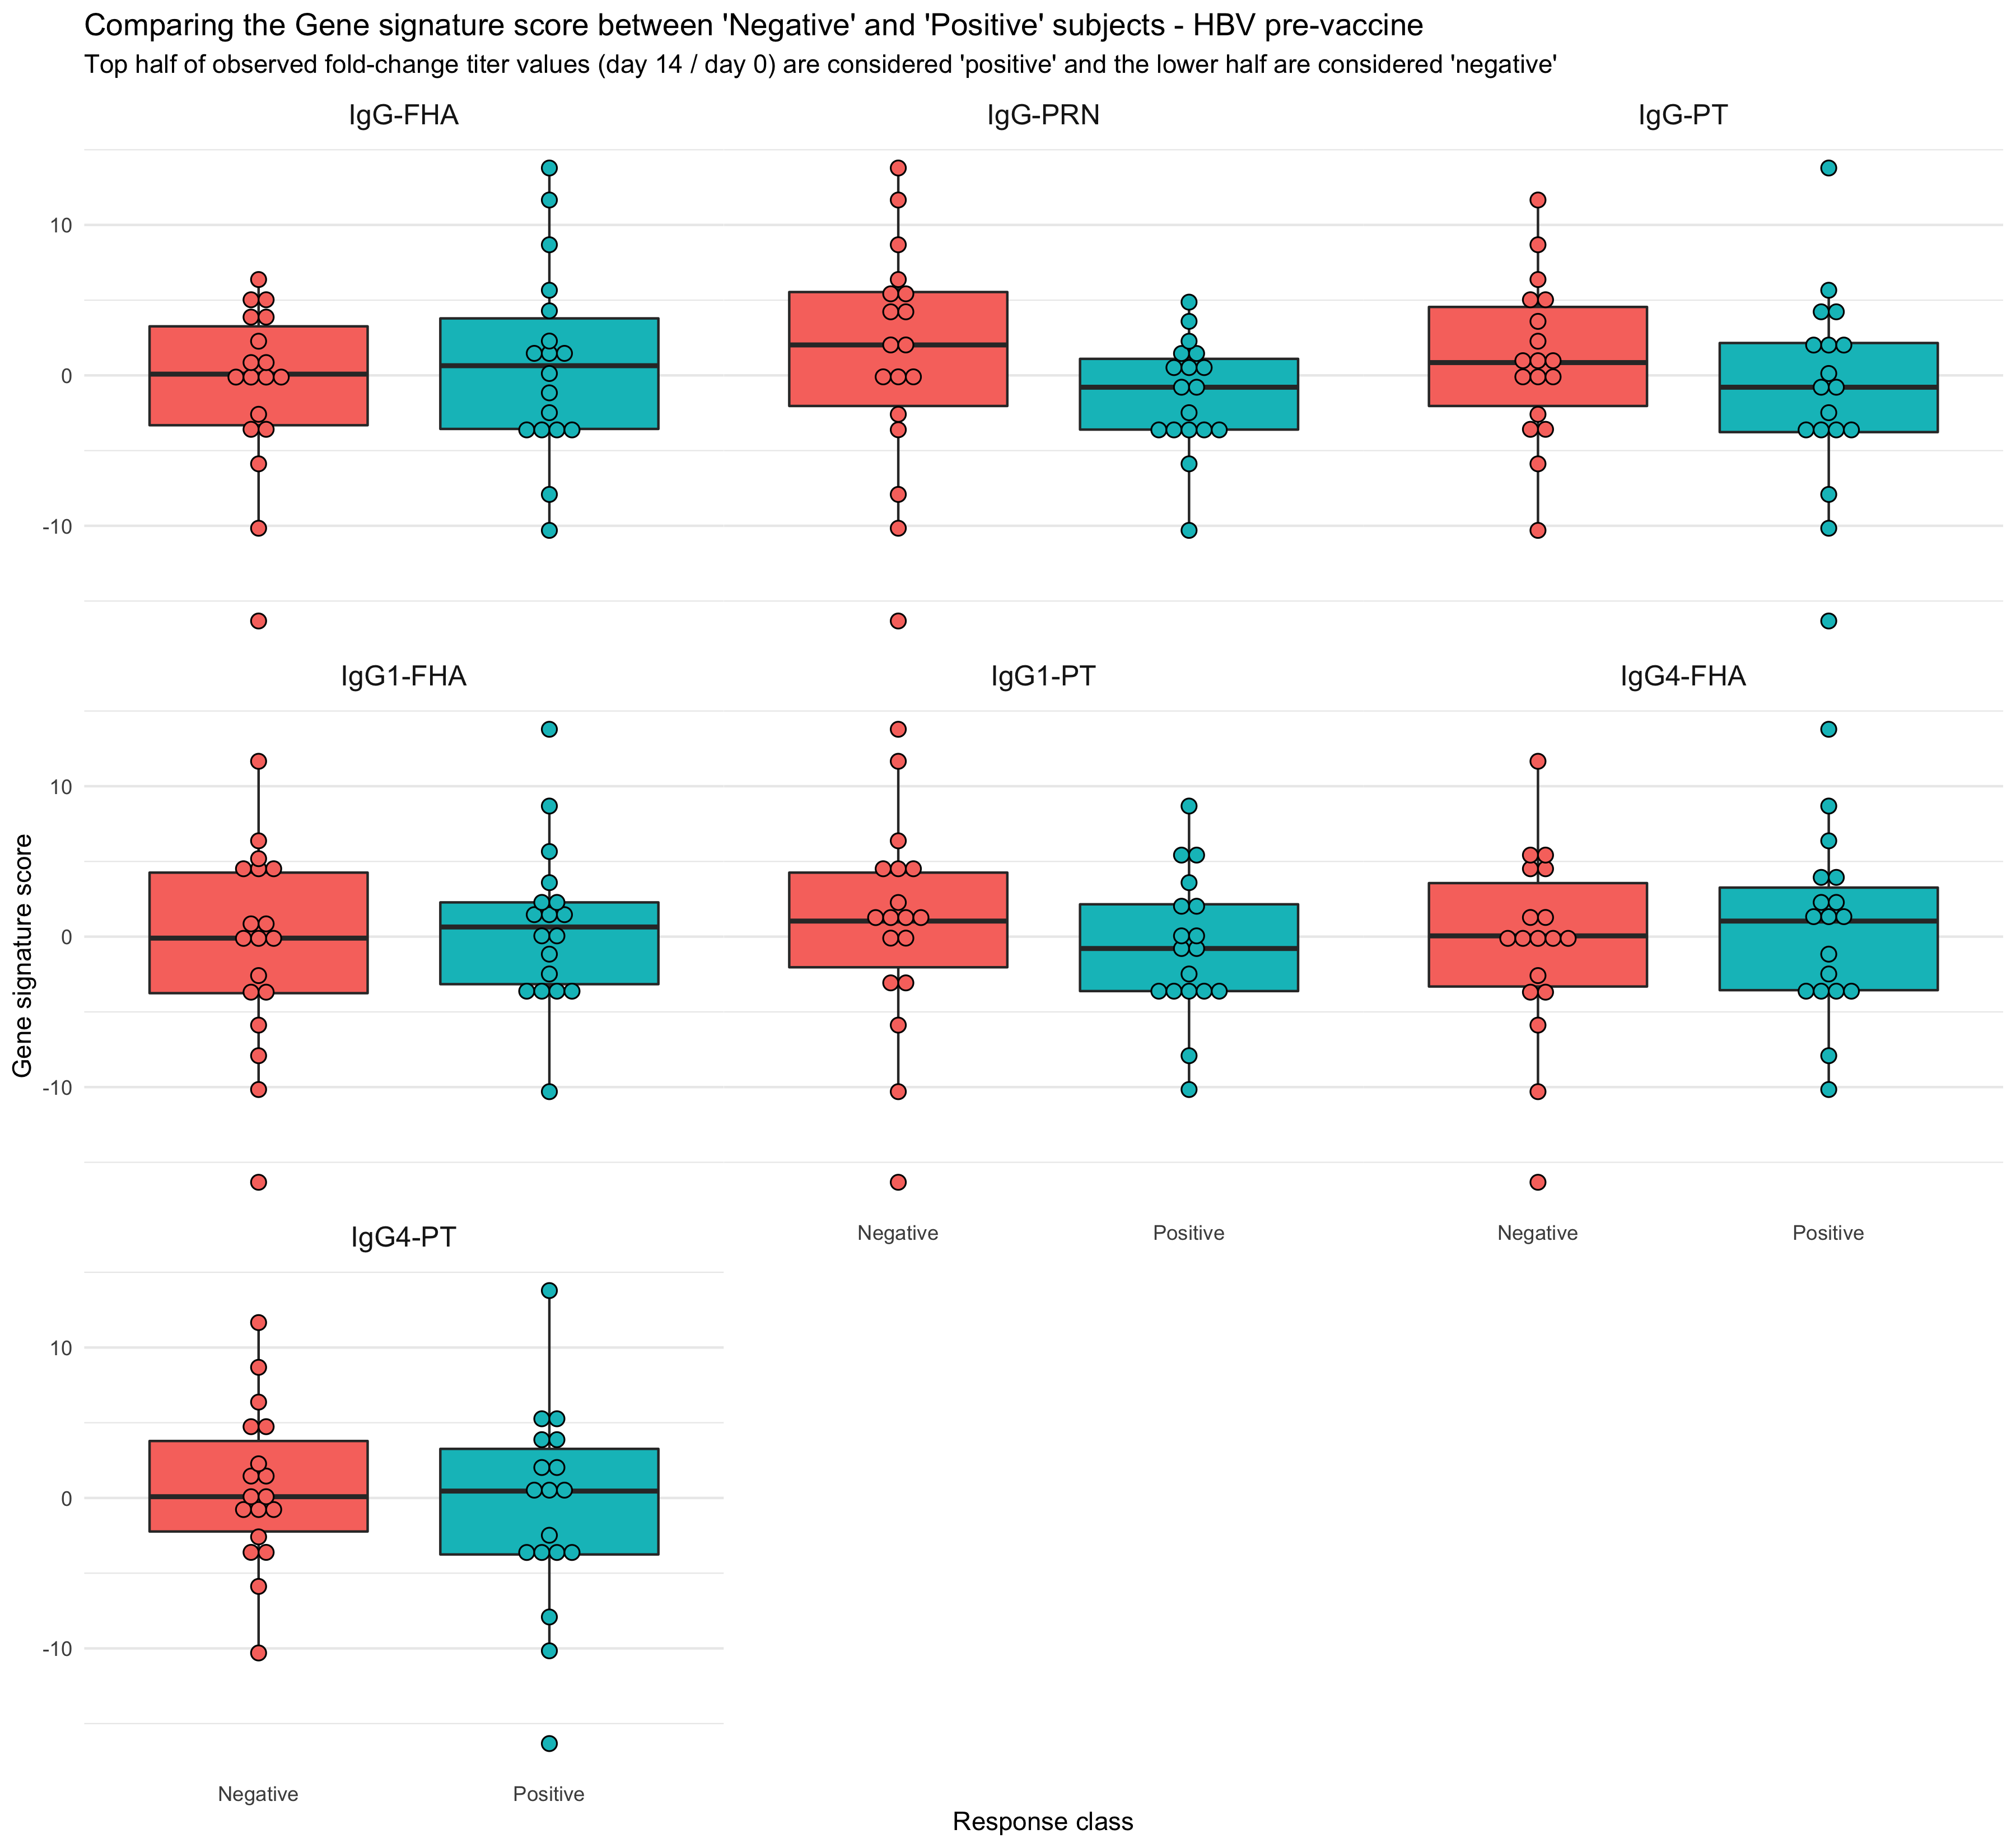 Comparing the Gene signature score between 'Negative' and 'Positive' subjects - HBV pre-vaccine
Top half of observed fold-change titer values (day 14 / day 0) are considered 'positive' and the lower half are considered 'negative'
IgG-FHA
IgG-PRN
IgG-PT
10
0
-10
IgG1-FHA
IgG1-PT
IgG4-FHA
10
0
-10
Gene signature score
Negative
Positive
Negative
Positive
IgG4-PT
10
0
-10
Negative
Positive
Response class